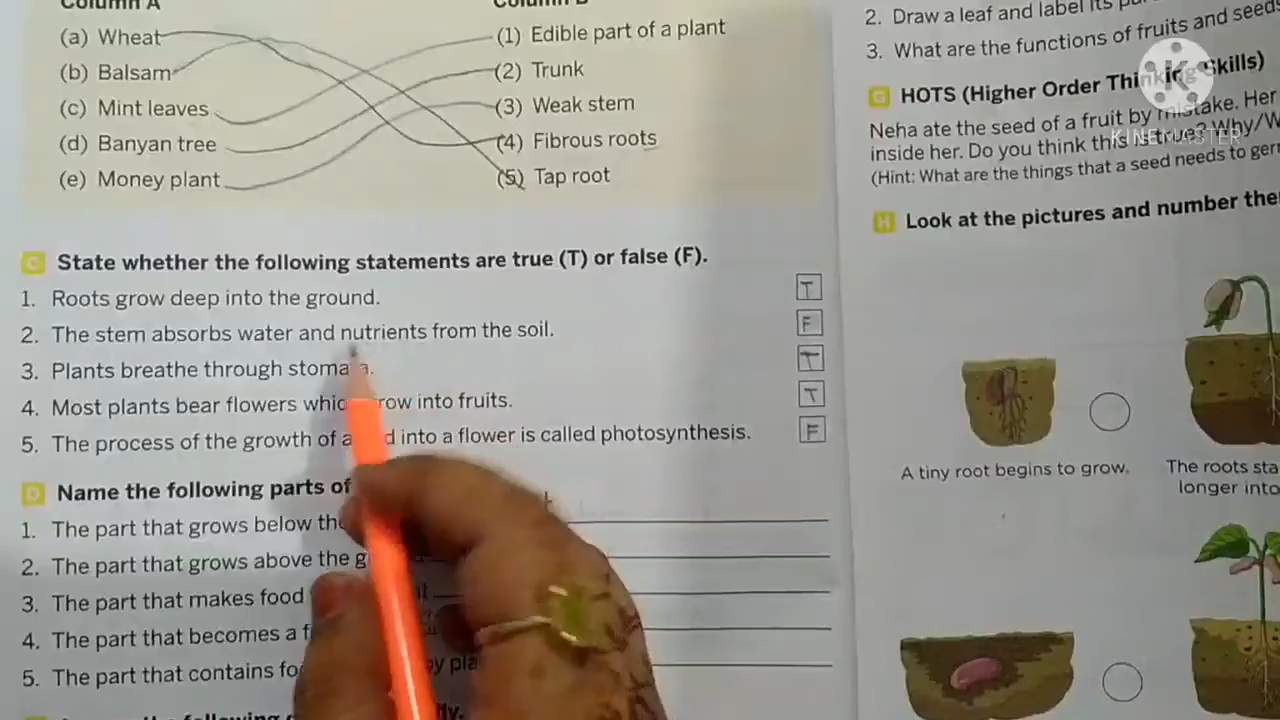 Column A
Column B
(a) Wheat
(b) Balsam
(c) Mint leaves
(d) Banyan tree
(e) Money plant
(1) Edible part of a plant
(2) Trunk
(3) Weak stem
(4) Fibrous roots
(5) Tap root
C State whether the following statements are true (T) or false (F).
1. Roots grow deep into the ground. T
2. The stem absorbs water and nutrients from the soil. F
3. Plants breathe through stoma T
4. Most plants bear flowers into fruits. T
5. The process of the growth of a into a flower is called photosynthesis. F
D Name the following parts of
1. The part that grows below the
2. The part that grows above the
3. The part that makes food
4. The part that becomes a
5. The part that contains
2. Draw a leaf and label its
3. What are the functions of fruits and seeds
G HOTS (Higher Order Thinking Skills)
Neha ate the seed of a fruit by mistake. Her
inside her. Do you think this is true? Why/W
(Hint: What are the things that a seed needs to
H Look at the pictures and number
A tiny root begins to grow.
The roots
longer into
K
KINEMASTER